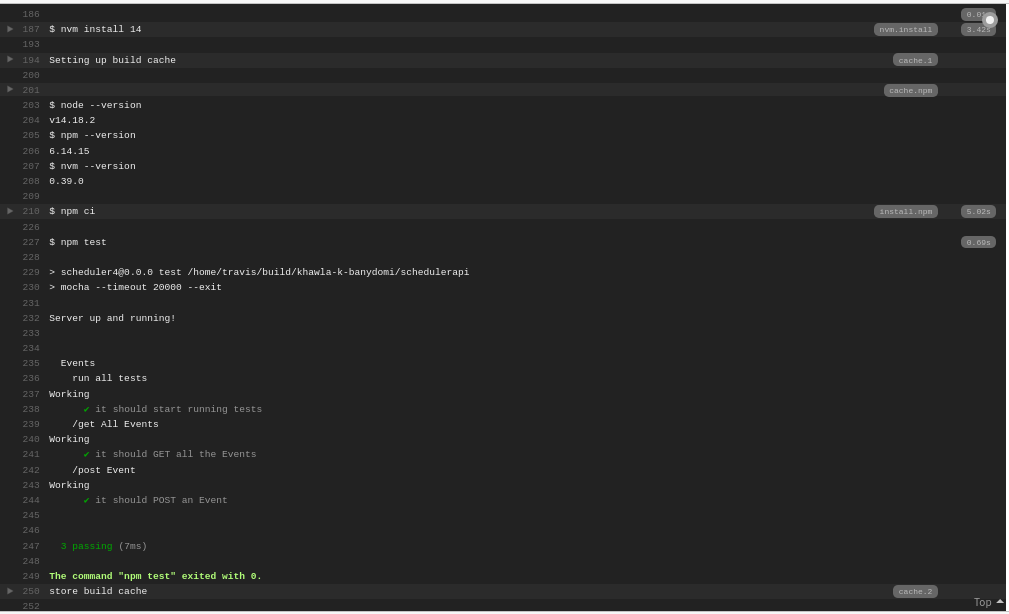 186 0.01s
187 $ nvm install 14 nvm.install 3.42s
193
194 Setting up build cache cache.1
200
201 cache.npm
203 $ node --version
204 v14.18.2
205 $ npm --version
206 6.14.15
207 $ nvm --version
208 0.39.0
209
210 $ npm ci install.npm 5.02s
226
227 $ npm test 0.69s
228
229 > scheduler4@0.0.0 test /home/travis/build/khawla-k-banydomi/schedulerapi
230 > mocha --timeout 20000 --exit
231
232 Server up and running!
233
234
235 Events
236 run all tests
237 Working
238 ✓ it should start running tests
239 /get All Events
240 Working
241 ✓ it should GET all the Events
242 /post Event
243 Working
244 ✓ it should POST an Event
245
246
247 3 passing (7ms)
248
249 The command "npm test" exited with 0.
250 store build cache cache.2
252
Top